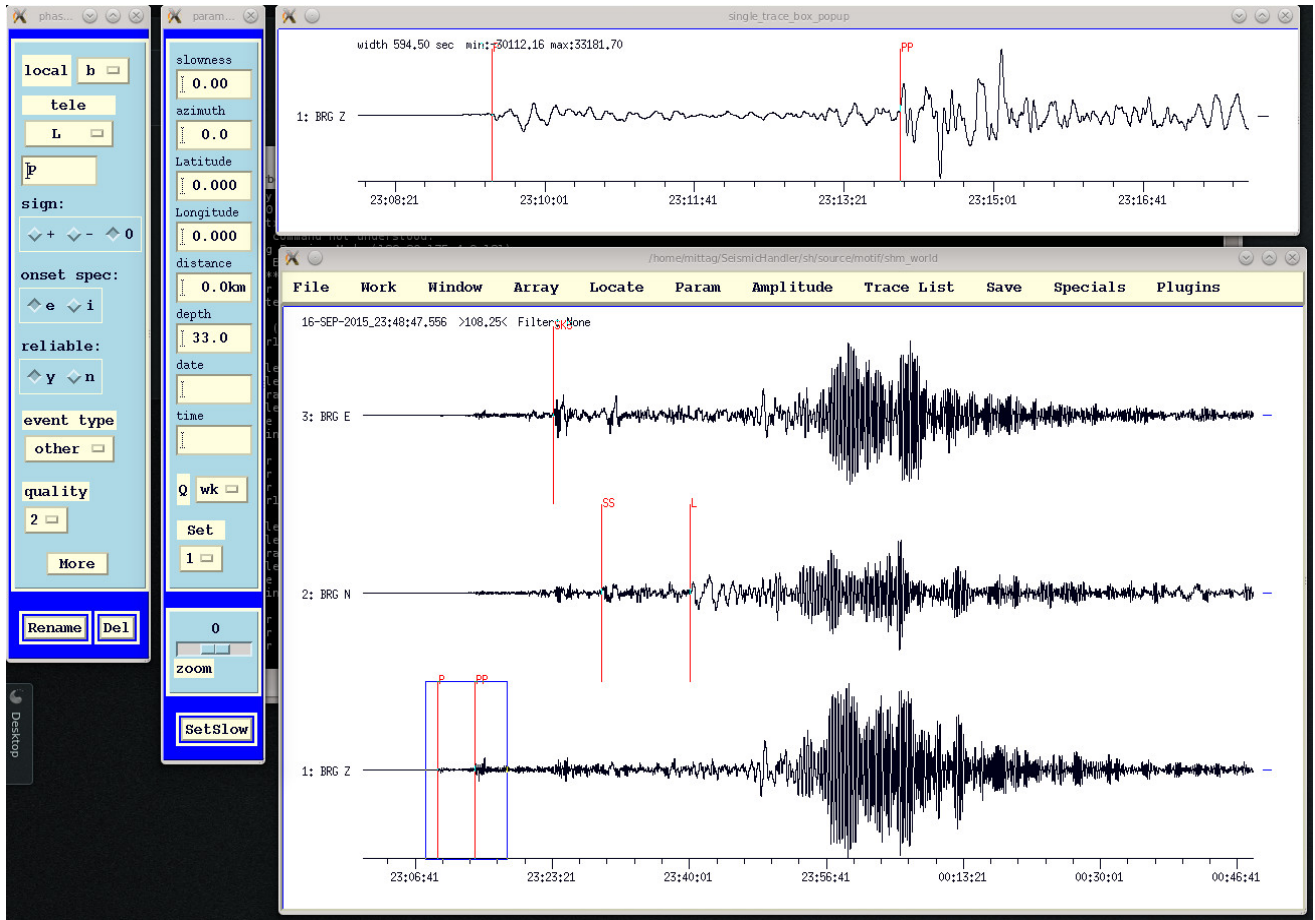 phas...
local b
tele
L
P
sign:
+ - 0
onset spec:
e i
reliable:
y n
event type
other
quality
2
More
Rename Del
param...
slowness
0.00
azimuth
0.0
Latitude
0.000
Longitude
0.000
distance
0.0km
depth
33.0
date
time
Q wk
Set
1
0
zoom
SetSlow
single_trace_box_popup
width 594.50 sec min:-30112.16 max:33181.70
P PP
1: BRG Z
23:08:21 23:10:01 23:11:41 23:13:21 23:15:01 23:16:41
command not understood:
/home/mittag/SeismicHandler/sh/source/motif/shm_world
File Work Window Array Locate Param Amplitude Trace List Save Specials Plugins
16-SEP-2015_23:48:47.556 >108.25< Filter: None
SKS
3: BRG E
SS L
2: BRG N
P PP
1: BRG Z
23:06:41 23:23:21 23:40:01 23:56:41 00:13:21 00:30:01 00:46:41
Desktop